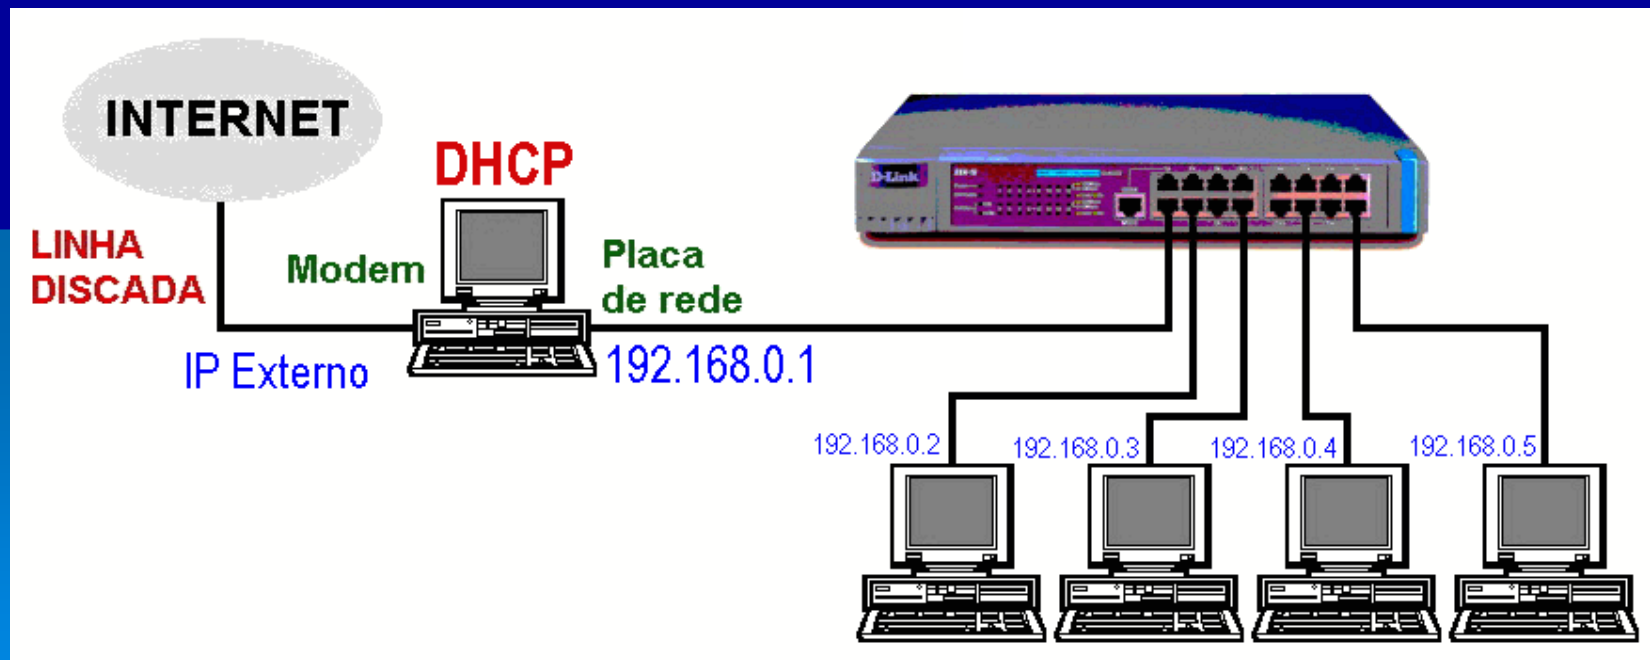 INTERNET
DHCP
LINHA
DISCADA
Modem
Placa
de rede
IP Externo
192.168.0.1
D-Link
192.168.0.2
192.168.0.3
192.168.0.4
192.168.0.5